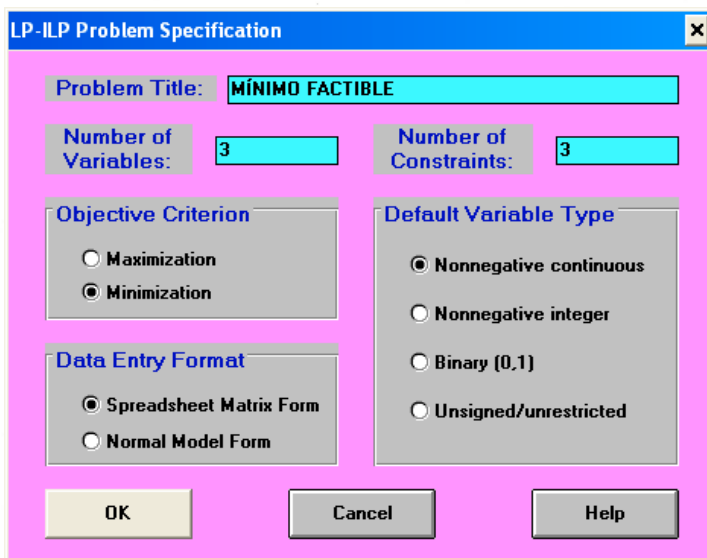 LP-ILP Problem Specification
Problem Title: MÍNIMO FACTIBLE
Number of Variables: 3
Number of Constraints: 3
Objective Criterion
Maximization
Minimization
Data Entry Format
Spreadsheet Matrix Form
Normal Model Form
Default Variable Type
Nonnegative continuous
Nonnegative integer
Binary (0,1)
Unsigned/unrestricted
OK
Cancel
Help